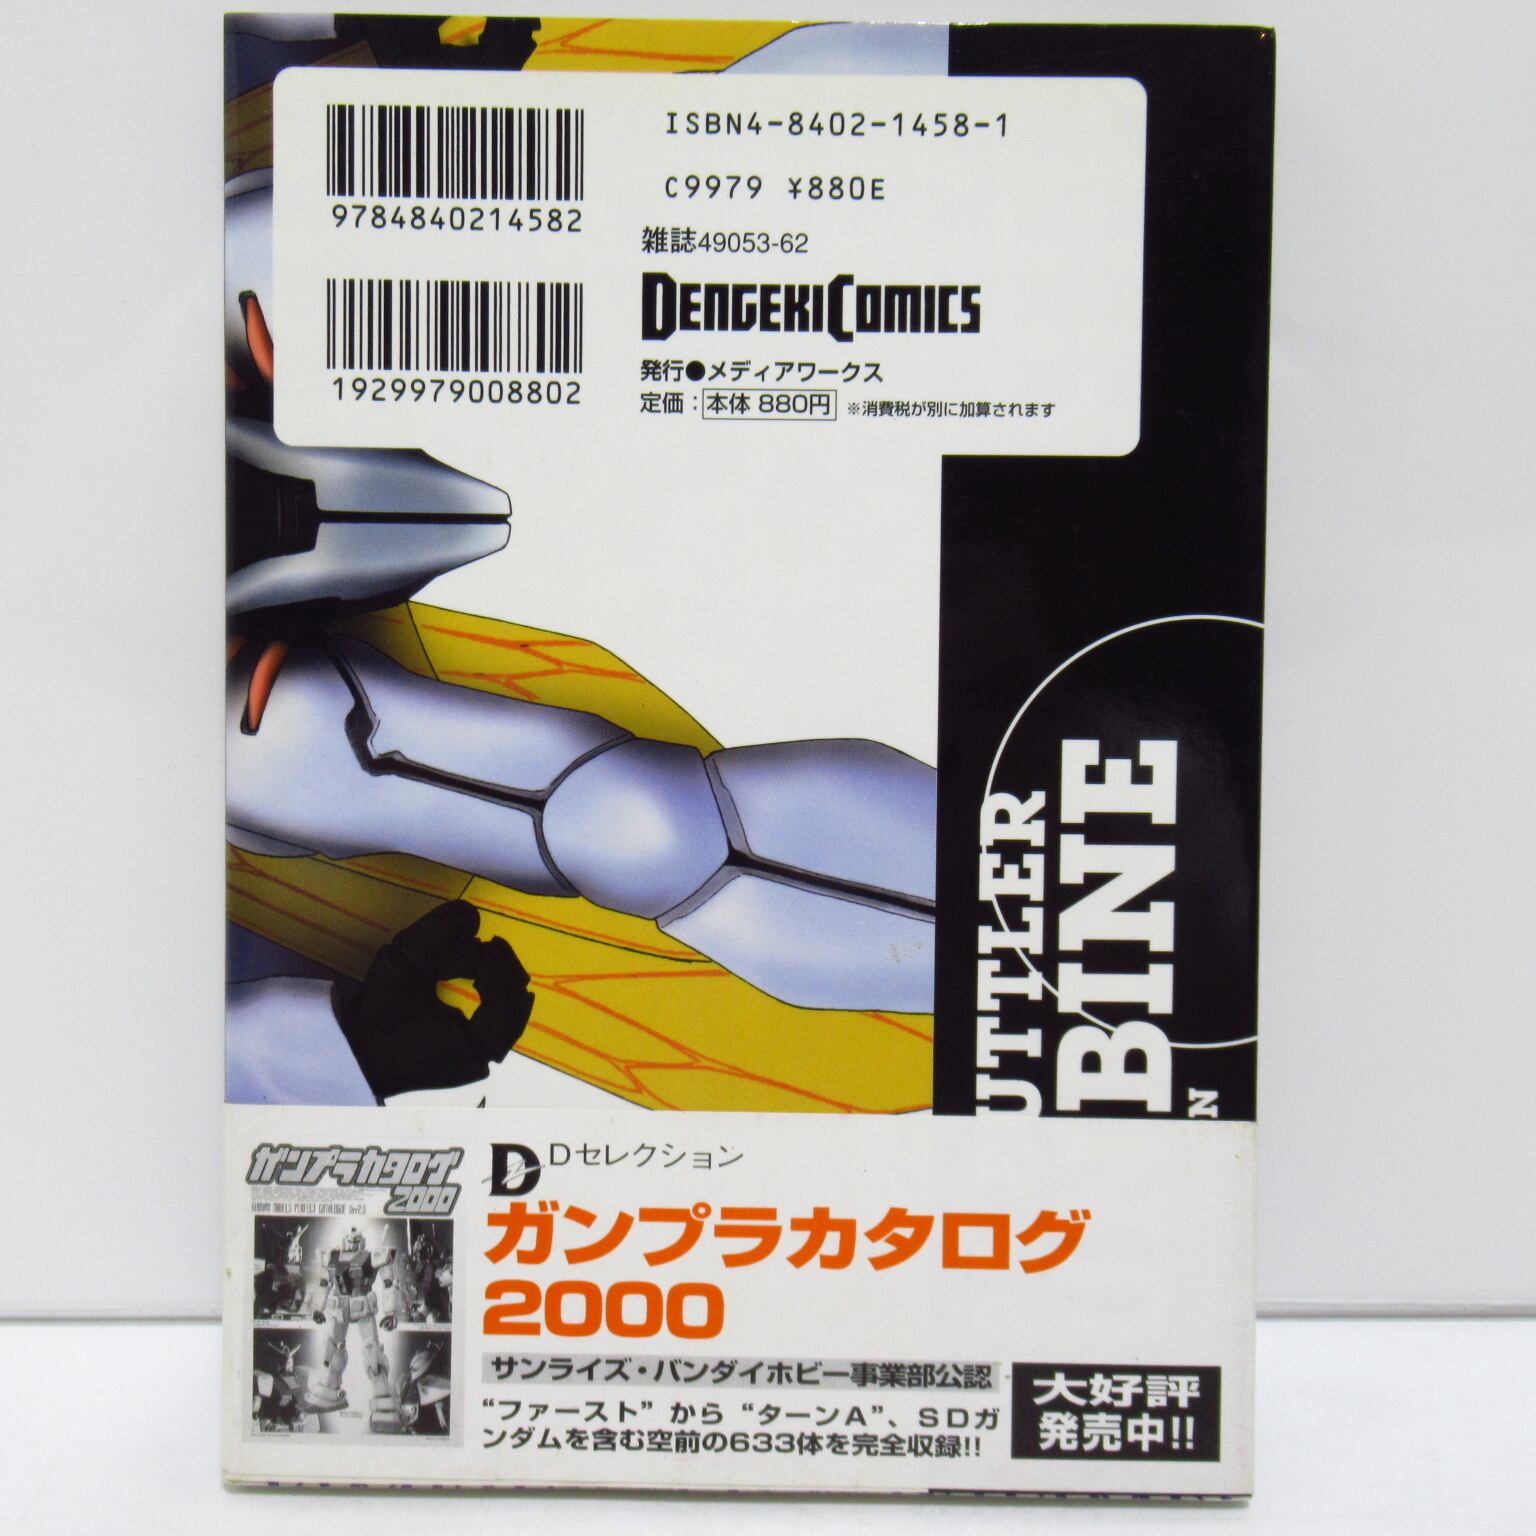 ISBN4-8402-1458-1
C9979 ¥880E
9784840214582
雑誌49053-62
DENGEKI COMICS
発行●メディアワークス
定価：本体 880円 ※消費税が別に加算されます
1929979008802
UTTLER
BINE
N
ガンプラカタログ
2000
D Dセレクション
ガンプラカタログ
2000
サンライズ・バンダイホビー事業部公認
“ファースト”から“ターンA”、SDガ
ンダムを含む空前の633体を完全収録!!
大好評
発売中!!